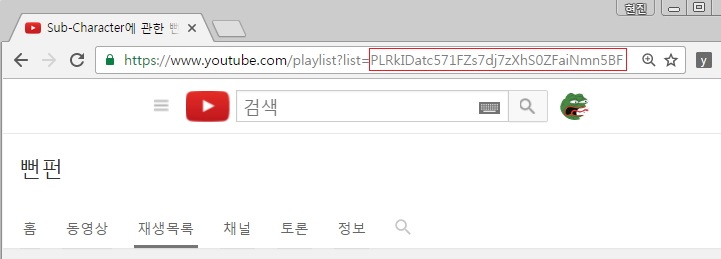 현진
Sub-Character에 관한 뻔
https://www.youtube.com/playlist?list=PLRkIDatc571FZs7dj7zXhS0ZFaiNmn5BF
y
검색
뻔펀
홈 동영상 재생목록 채널 토론 정보